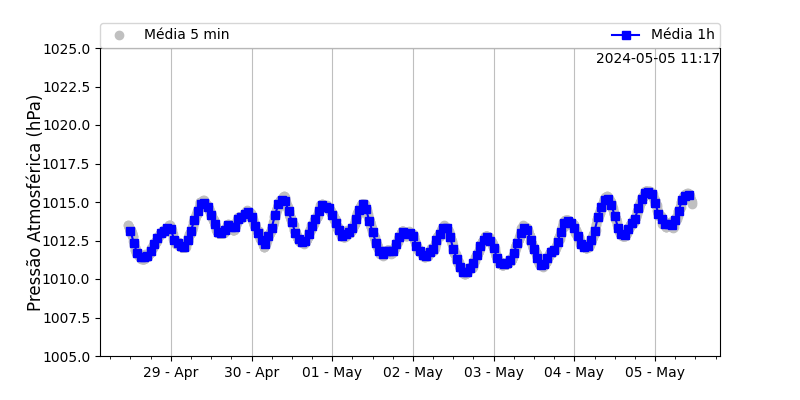 Média 5 min
Média 1h
2024-05-05 11:17
Pressão Atmosférica (hPa)
1025.0
1022.5
1020.0
1017.5
1015.0
1012.5
1010.0
1007.5
1005.0
29 - Apr
30 - Apr
01 - May
02 - May
03 - May
04 - May
05 - May